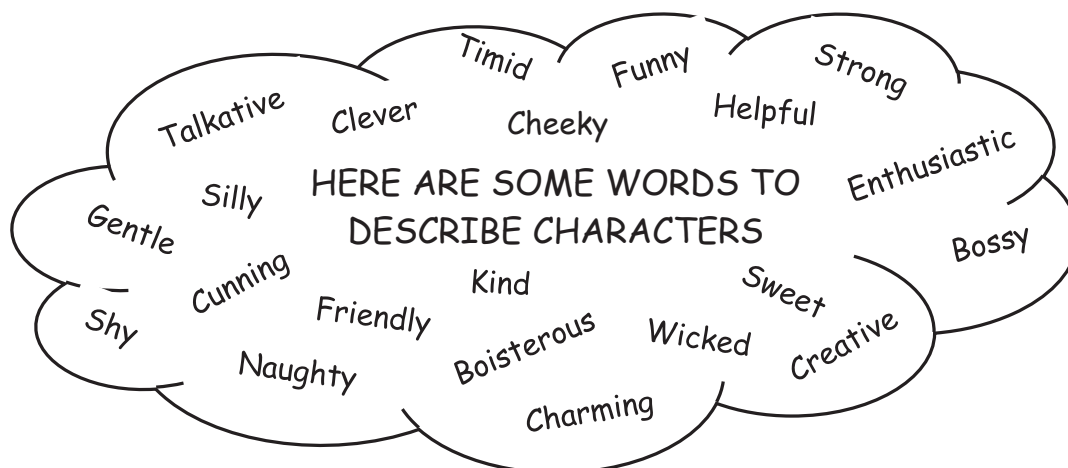 Timid
Funny
Strong
Talkative
Clever
Cheeky
Helpful
Enthusiastic
Silly
HERE ARE SOME WORDS TO
DESCRIBE CHARACTERS
Gentle
Bossy
Cunning
Kind
Sweet
Shy
Friendly
Boisterous
Wicked
Creative
Naughty
Charming